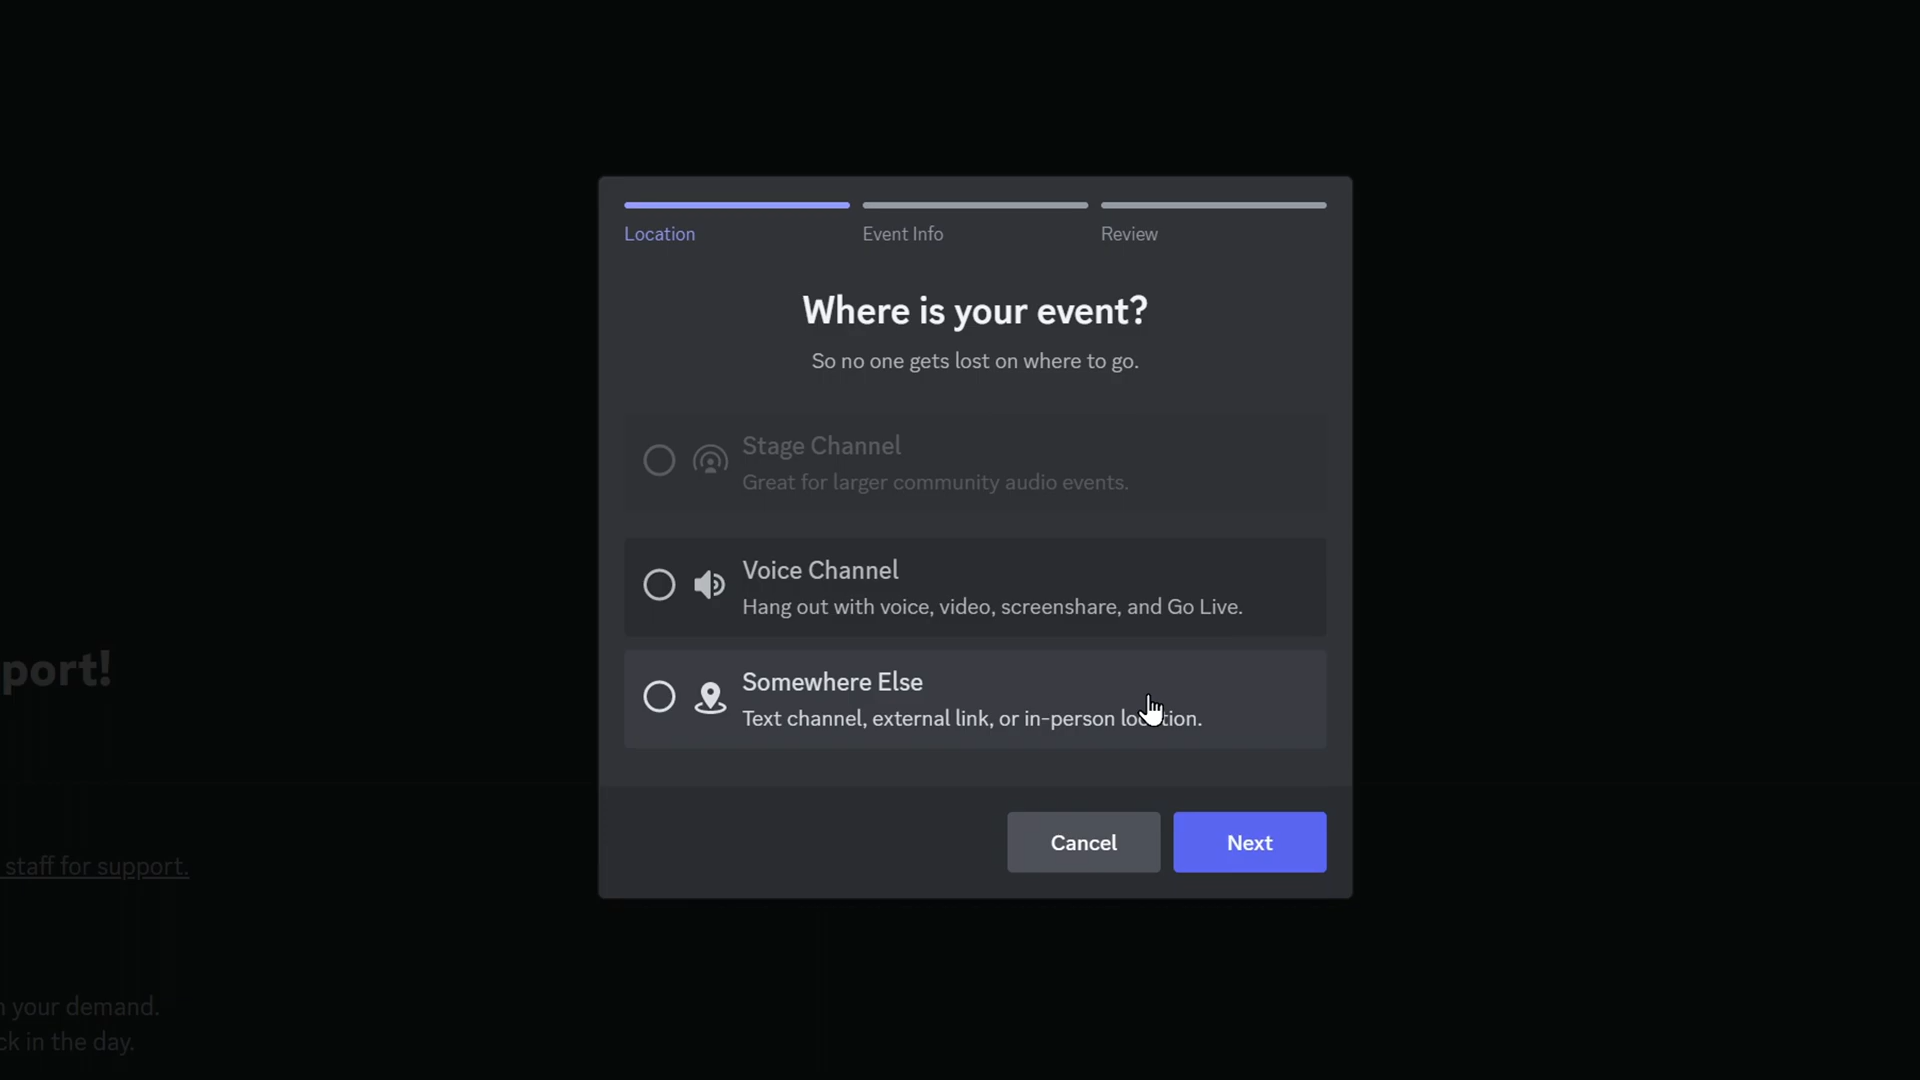 Location
Event Info
Review
Where is your event?
So no one gets lost on where to go.
Stage Channel
Great for larger community audio events.
Voice Channel
Hang out with voice, video, screenshare, and Go Live.
Somewhere Else
Text channel, external link, or in-person location.
Cancel
Next
port!
staff for support.
your demand.
in the day.